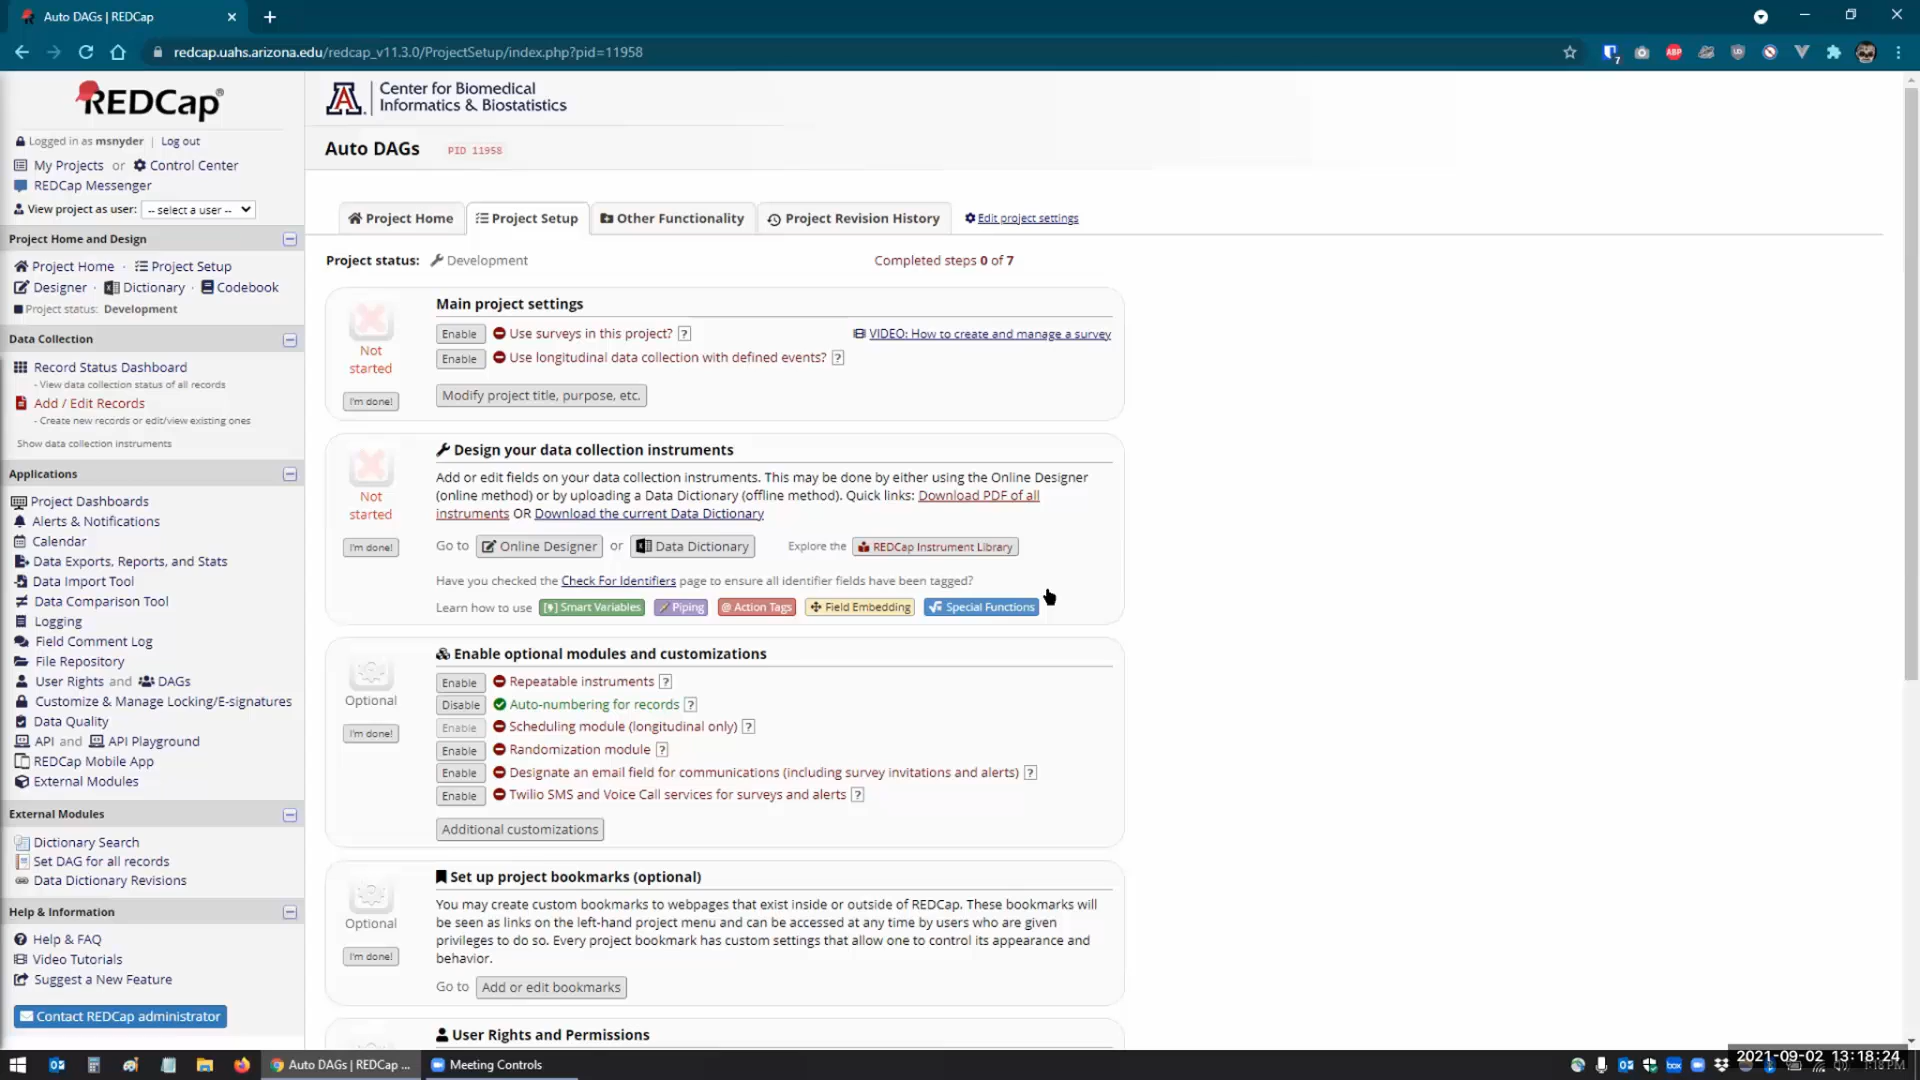 Auto DAGs | REDCap
redcap.uahs.arizona.edu/redcap_v11.3.0/ProjectSetup/index.php?pid=11958
REDCap®
Logged in as msnyder | Log out
My Projects or Control Center
REDCap Messenger
View project as user: -- select a user --
Project Home and Design
Project Home · Project Setup
Designer · Dictionary · Codebook
Project status: Development
Data Collection
Record Status Dashboard
- View data collection status of all records
Add / Edit Records
- Create new records or edit/view existing ones
Show data collection instruments
Applications
Project Dashboards
Alerts & Notifications
Calendar
Data Exports, Reports, and Stats
Data Import Tool
Data Comparison Tool
Logging
Field Comment Log
File Repository
User Rights and DAGs
Customize & Manage Locking/E-signatures
Data Quality
API and API Playground
REDCap Mobile App
External Modules
External Modules
Dictionary Search
Set DAG for all records
Data Dictionary Revisions
Help & Information
Help & FAQ
Video Tutorials
Suggest a New Feature
Contact REDCap administrator
Center for Biomedical
Informatics & Biostatistics
Auto DAGs PID 11958
Project Home Project Setup Other Functionality Project Revision History Edit project settings
Project status: Development Completed steps 0 of 7
Main project settings
Not started
I'm done!
Enable Use surveys in this project? ? VIDEO: How to create and manage a survey
Enable Use longitudinal data collection with defined events? ?
Modify project title, purpose, etc.
Design your data collection instruments
Not started
I'm done!
Add or edit fields on your data collection instruments. This may be done by either using the Online Designer
(online method) or by uploading a Data Dictionary (offline method). Quick links: Download PDF of all
instruments OR Download the current Data Dictionary
Go to Online Designer or Data Dictionary Explore the REDCap Instrument Library
Have you checked the Check For Identifiers page to ensure all identifier fields have been tagged?
Learn how to use Smart Variables Piping @ Action Tags Field Embedding Special Functions
Enable optional modules and customizations
Optional
I'm done!
Enable Repeatable instruments ?
Disable Auto-numbering for records ?
Enable Scheduling module (longitudinal only) ?
Enable Randomization module ?
Enable Designate an email field for communications (including survey invitations and alerts) ?
Enable Twilio SMS and Voice Call services for surveys and alerts ?
Additional customizations
Set up project bookmarks (optional)
Optional
I'm done!
You may create custom bookmarks to webpages that exist inside or outside of REDCap. These bookmarks will
be seen as links on the left-hand project menu and can be accessed at any time by users who are given
privileges to do so. Every project bookmark has custom settings that allow one to control its appearance and
behavior.
Go to Add or edit bookmarks
User Rights and Permissions
Auto DAGs | REDCap ... Meeting Controls
2021-09-02 13:18:24